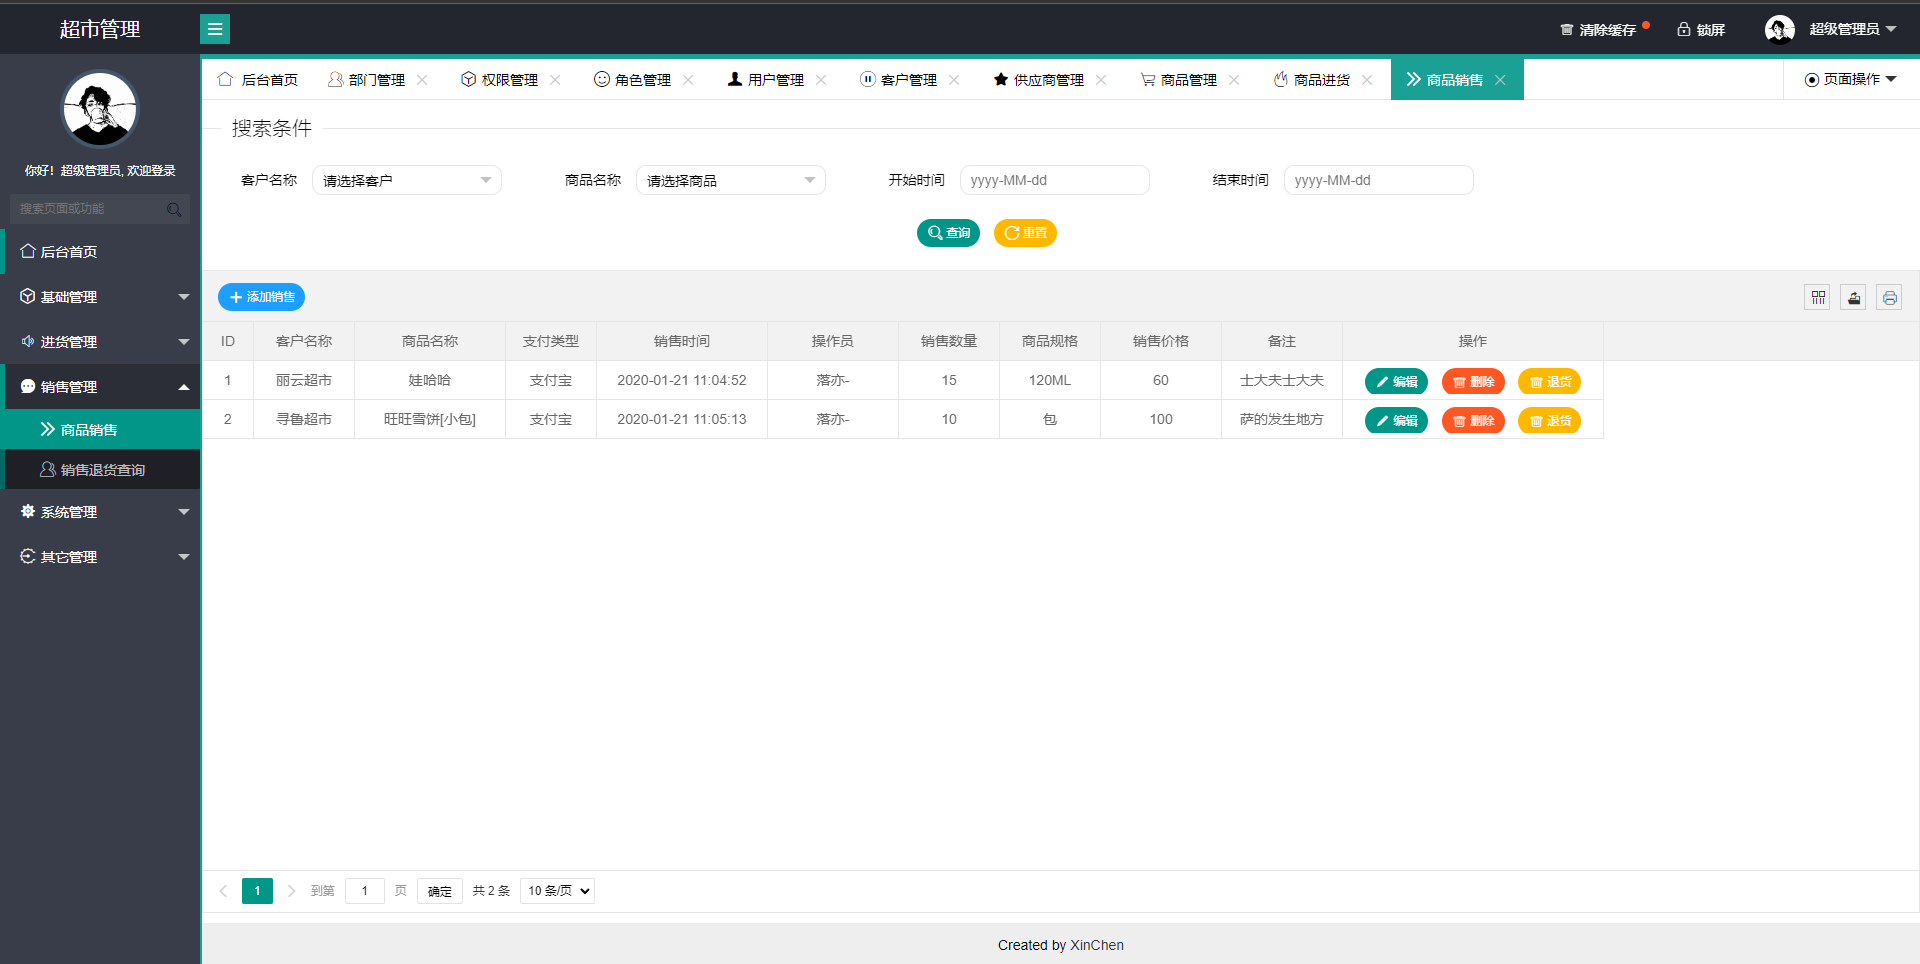 超市管理
清除缓存
锁屏
超级管理员
你好！超级管理员, 欢迎登录
搜索页面或功能
后台首页
基础管理
进货管理
销售管理
商品销售
销售退货查询
系统管理
其它管理
后台首页 部门管理 权限管理 角色管理 用户管理 客户管理 供应商管理 商品管理 商品进货 商品销售 页面操作
搜索条件
客户名称 请选择客户 商品名称 请选择商品 开始时间 yyyy-MM-dd 结束时间 yyyy-MM-dd
查询 重置
添加销售
ID 客户名称 商品名称 支付类型 销售时间 操作员 销售数量 商品规格 销售价格 备注 操作
1 丽云超市 娃哈哈 支付宝 2020-01-21 11:04:52 落亦- 15 120ML 60 士大夫士大夫 编辑 删除 退货
2 寻鲁超市 旺旺雪饼[小包] 支付宝 2020-01-21 11:05:13 落亦- 10 包 100 萨的发生地方 编辑 删除 退货
1 到第 1 页 确定 共 2 条 10 条/页
Created by XinChen